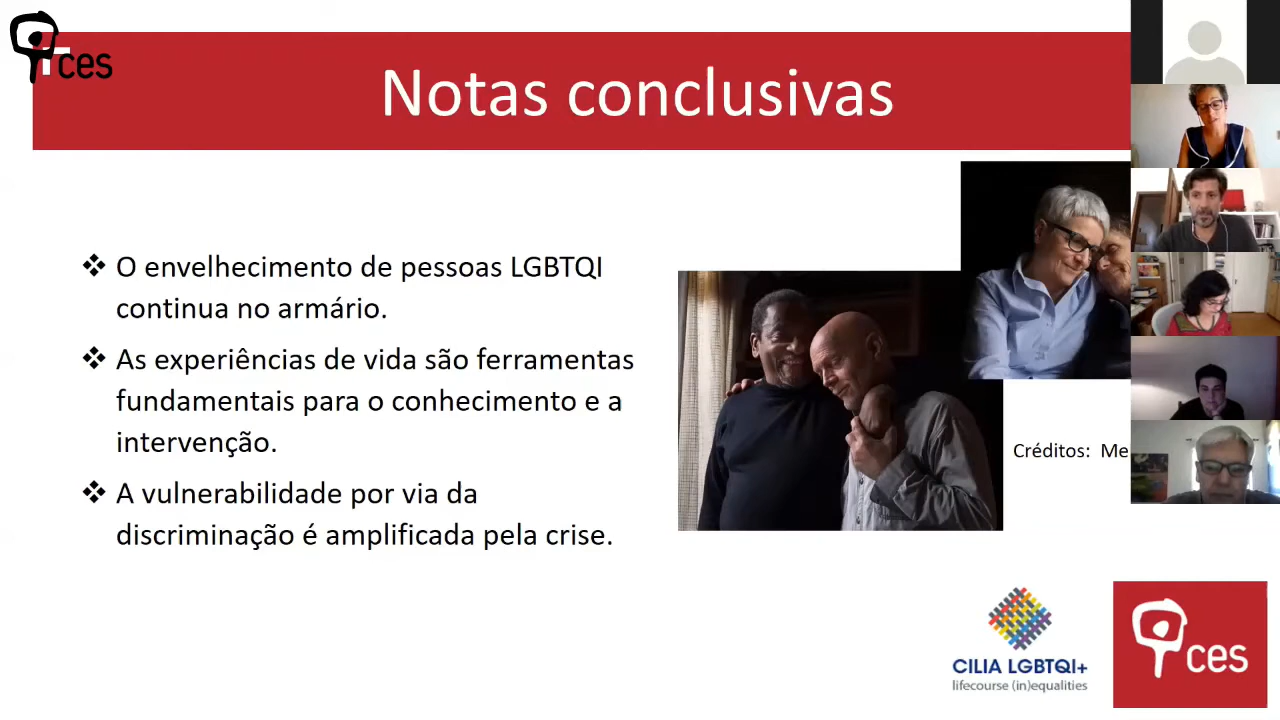 ces
Notas conclusivas
❖ O envelhecimento de pessoas LGBTQI
continua no armário.
❖ As experiências de vida são ferramentas
fundamentais para o conhecimento e a
intervenção.
❖ A vulnerabilidade por via da
discriminação é amplificada pela crise.
Créditos: Me
CILIA LGBTQI+
lifecourse (in)equalities
ces